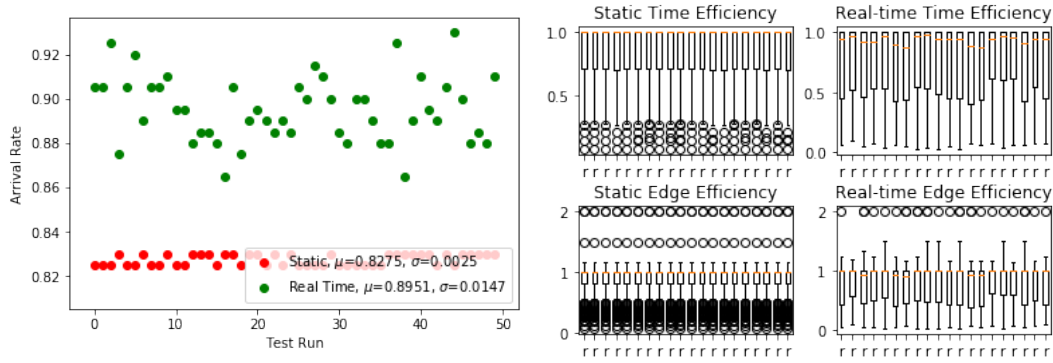 Arrival Rate
0.92
0.90
0.88
0.86
0.84
0.82
0 10 20 30 40 50
Test Run
Static, μ=0.8275, σ=0.0025
Real Time, μ=0.8951, σ=0.0147
Static Time Efficiency
1.0
0.5
r r r r r r r r r r r r r r r r r r r r
Real-time Time Efficiency
1.0
0.5
0.0
r r r r r r r r r r r r r r r r r r r r
Static Edge Efficiency
2
1
0
r r r r r r r r r r r r r r r r r r r r
Real-time Edge Efficiency
2
1
0
r r r r r r r r r r r r r r r r r r r r